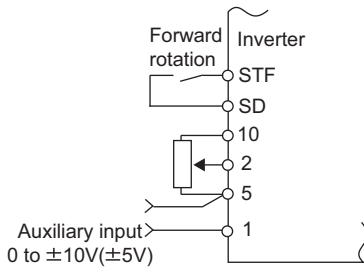 Forward
rotation
Inverter
STF
SD
10
2
5
1
Auxiliary input
0 to ±10V(±5V)